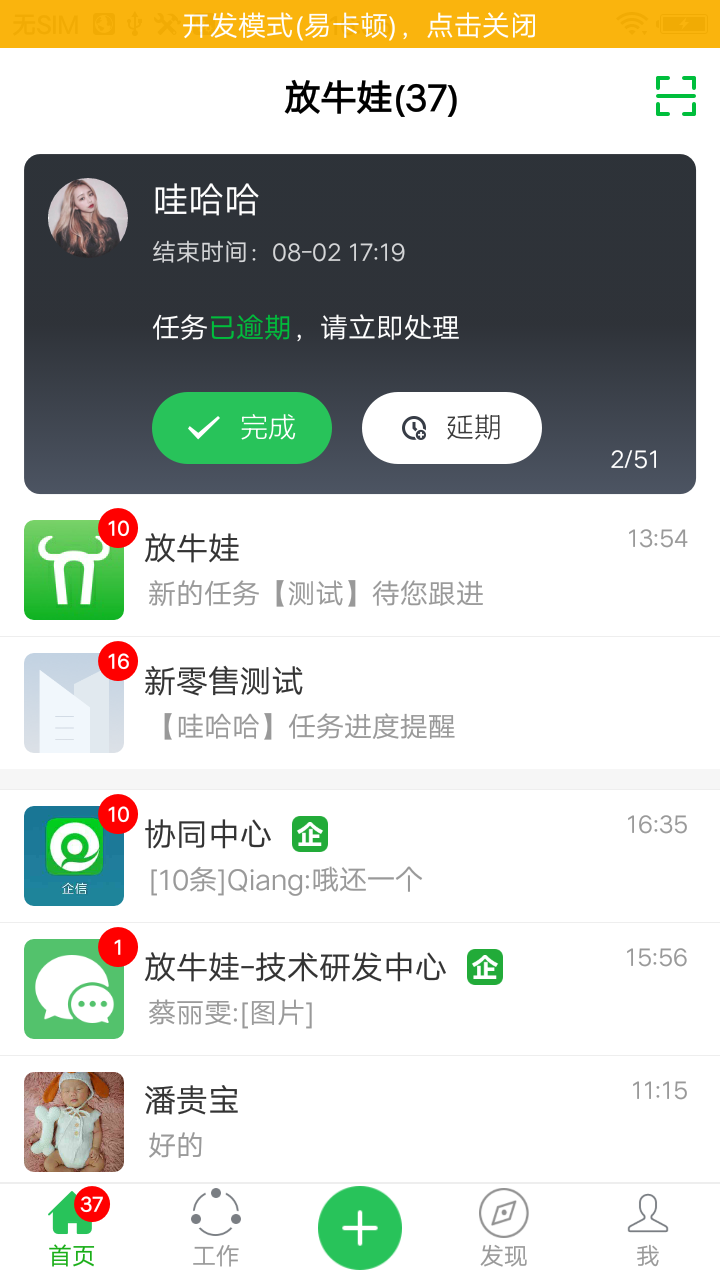 无SIM
开发模式(易卡顿)，点击关闭
放牛娃(37)
哇哈哈
结束时间：08-02 17:19
任务已逾期，请立即处理
完成
延期
2/51
10
放牛娃
13:54
新的任务【测试】待您跟进
16
新零售测试
【哇哈哈】任务进度提醒
10
企信
协同中心 企
16:35
[10条]Qiang:哦还一个
1
放牛娃-技术研发中心 企
15:56
蔡丽雯:[图片]
潘贵宝
11:15
好的
37
首页
工作
发现
我